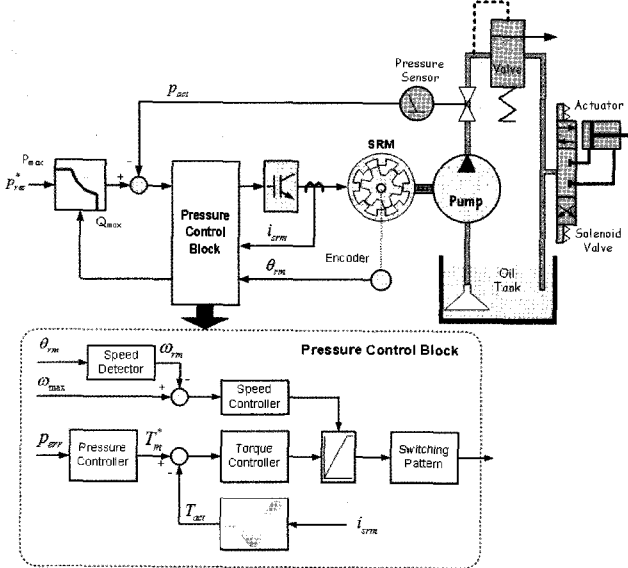 Pressure
Sensor
Valve
Actuator
p_act
SRM
P_max
P*_res
-
+
Q_max
Pressure
Control
Block
Pump
i_srm
Encoder
θ_rm
Solenoid
Valve
Oil
Tank
Pressure Control Block
θ_rm
Speed
Detector
ω_rm
-
ω_max
+
Speed
Controller
p_err
Pressure
Controller
T*_m
+
-
Torque
Controller
Switching
Pattern
T_act
i_srm